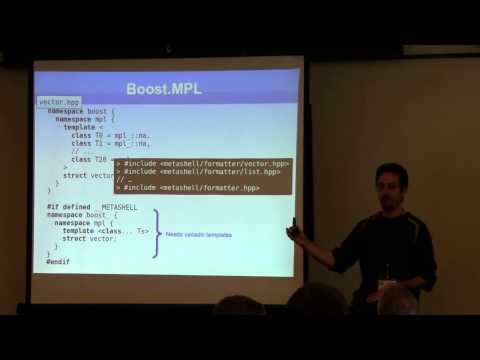 Boost.MPL
vector.hpp
namespace boost {
namespace mpl {
template <
class T0 = mpl_::na,
class T1 = mpl_::na,
// ...
class T20 =
>
struct vector
}
}
> #include <metashell/formatter/vector.hpp>
> #include <metashell/formatter/list.hpp>
// …
> #include <metashell/formatter.hpp>
#if defined __METASHELL
namespace boost_ {
namespace mpl {
template <class... Ts>
struct vector;
}
}
#endif
Needs variadic templates